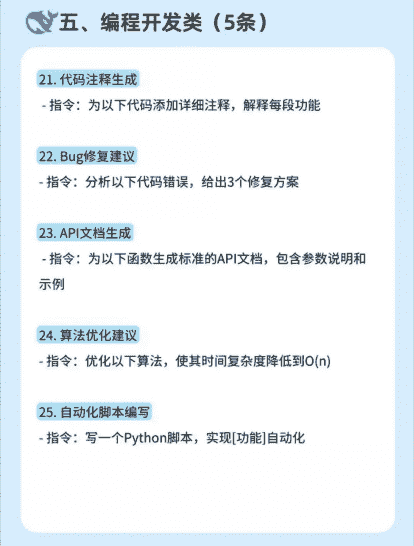 五、编程开发类（5条）
21. 代码注释生成
- 指令：为以下代码添加详细注释，解释每段功能
22. Bug修复建议
- 指令：分析以下代码错误，给出3个修复方案
23. API文档生成
- 指令：为以下函数生成标准的API文档，包含参数说明和
示例
24. 算法优化建议
- 指令：优化以下算法，使其时间复杂度降低到O(n)
25. 自动化脚本编写
- 指令：写一个Python脚本，实现[功能]自动化